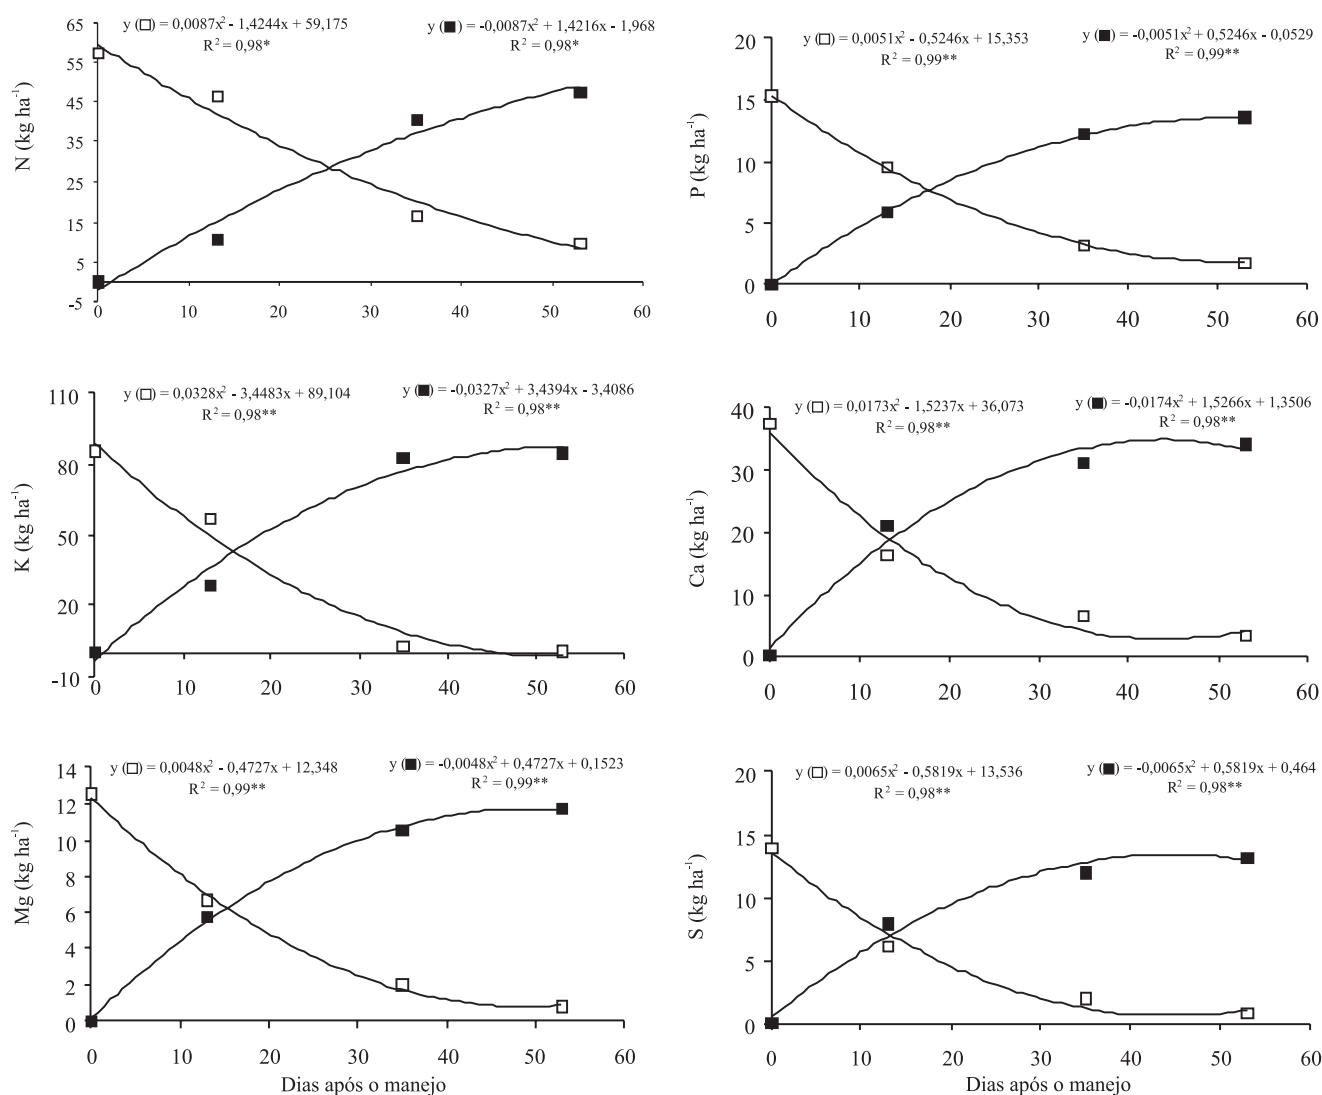 y (□) = 0,0087x² - 1,4244x + 59,175
R² = 0,98*
y (■) = -0,0087x² + 1,4216x - 1,968
R² = 0,98*
N (kg ha⁻¹)
65
55
45
35
25
15
5
-5
0 10 20 30 40 50 60
y (□) = 0,0051x² - 0,5246x + 15,353
R² = 0,99**
y (■) = -0,0051x² + 0,5246x - 0,0529
R² = 0,99**
P (kg ha⁻¹)
20
15
10
5
0
0 10 20 30 40 50 60
y (□) = 0,0328x² - 3,4483x + 89,104
R² = 0,98**
y (■) = -0,0327x² + 3,4394x - 3,4086
R² = 0,98**
K (kg ha⁻¹)
110
80
50
20
-10
0 10 20 30 40 50 60
y (□) = 0,0173x² - 1,5237x + 36,073
R² = 0,98**
y (■) = -0,0174x² + 1,5266x + 1,3506
R² = 0,98**
Ca (kg ha⁻¹)
40
30
20
10
0
0 10 20 30 40 50 60
y (□) = 0,0048x² - 0,4727x + 12,348
R² = 0,99**
y (■) = -0,0048x² + 0,4727x + 0,1523
R² = 0,99**
Mg (kg ha⁻¹)
14
12
10
8
6
4
2
0
0 10 20 30 40 50 60
Dias após o manejo
y (□) = 0,0065x² - 0,5819x + 13,536
R² = 0,98**
y (■) = -0,0065x² + 0,5819x + 0,464
R² = 0,98**
S (kg ha⁻¹)
20
15
10
5
0
0 10 20 30 40 50 60
Dias após o manejo